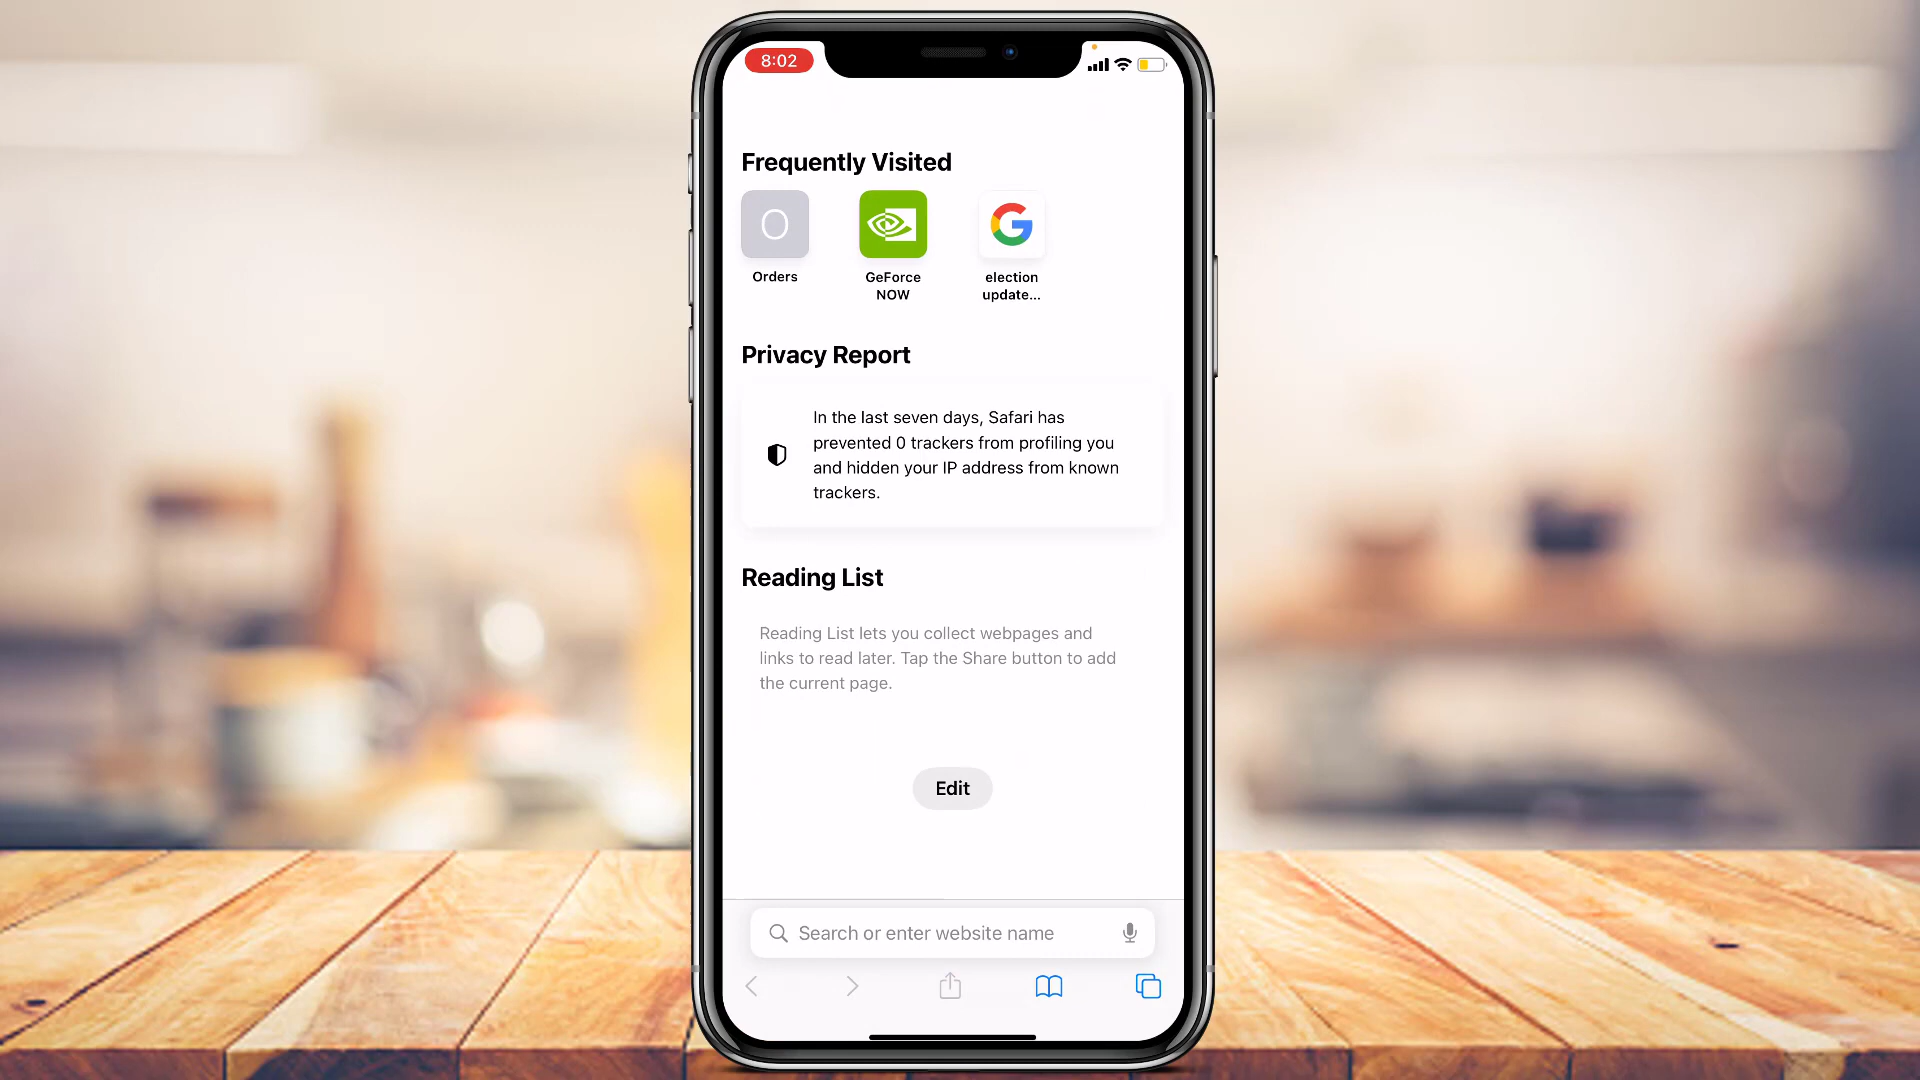 8:02
Frequently Visited
O
Orders
GeForce
NOW
election
update...
Privacy Report
In the last seven days, Safari has
prevented 0 trackers from profiling you
and hidden your IP address from known
trackers.
Reading List
Reading List lets you collect webpages and
links to read later. Tap the Share button to add
the current page.
Edit
Search or enter website name